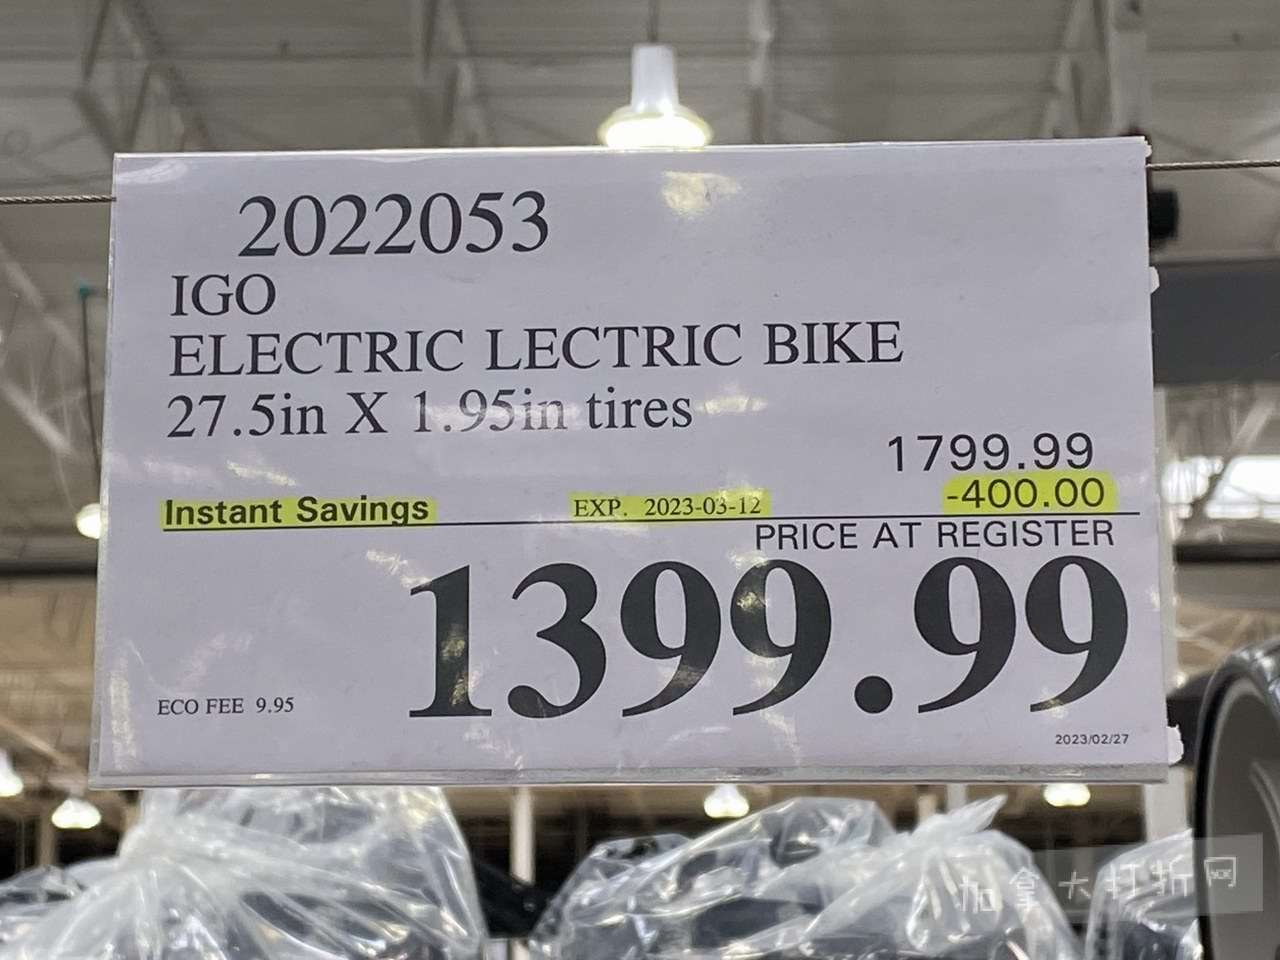 2022053
IGO
ELECTRIC LECTRIC BIKE
27.5in X 1.95in tires
1799.99
Instant Savings EXP. 2023-03-12 -400.00
PRICE AT REGISTER
1399.99
ECO FEE 9.95
2023/02/27
加拿大打折网